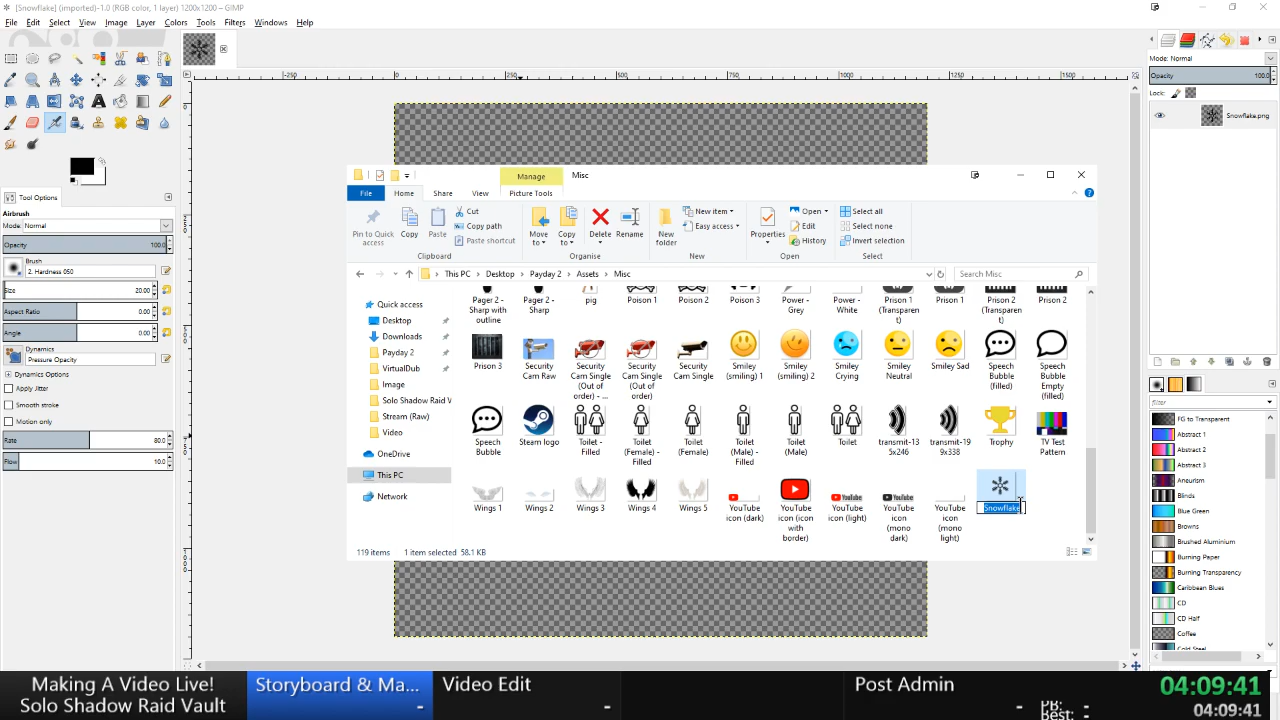 [Snowflake] (imported)-1.0 (RGB color, 1 layer) 1200x1200 – GIMP
File Edit Select View Image Layer Colors Tools Filters Windows Help
-250 0 250 500 750 1000 1250 1500
Mode: Normal
Opacity 100.0
Lock:
Snowflake.png
Tool Options
Airbrush
Mode: Normal
Opacity 100.0
Brush
2. Hardness 050
Size 20.00
Aspect Ratio 0.00
Angle 0.00
Dynamics
Pressure Opacity
Dynamics Options
Apply Jitter
Smooth stroke
Motion only
Rate 80.0
Flow 10.0
Manage Misc
File Home Share View Picture Tools
Pin to Quick access
Copy
Paste
Cut
Copy path
Paste shortcut
Move to
Copy to
Delete
Rename
New folder
New item
Easy access
Properties
Open
Edit
History
Select all
Select none
Invert selection
Clipboard Organise New Open Select
This PC > Desktop > Payday 2 > Assets > Misc
Search Misc
Quick access
Desktop
Downloads
Payday 2
VirtualDub
Image
Solo Shadow Raid V
Stream (Raw)
Video
OneDrive
This PC
Network
Pager 2 - Sharp with outline
Pager 2 - Sharp
pig
Poison 1
Poison 2
Poison 3
Power - Grey
Power - White
Prison 1 (Transparent)
Prison 1
Prison 2 (Transparent)
Prison 2
Prison 3
Security Cam Raw
Security Cam Single (Out of order) - ...
Security Cam Single (Out of order)
Security Cam Single
Smiley (smiling) 1
Smiley (smiling) 2
Smiley Crying
Smiley Neutral
Smiley Sad
Speech Bubble (filled)
Speech Bubble Empty (filled)
Speech Bubble
Steam logo
Toilet - Filled
Toilet (Female) - Filled
Toilet (Female)
Toilet (Male) - Filled
Toilet (Male)
Toilet
transmit-135x246
transmit-199x338
Trophy
TV Test Pattern
Wings 1
Wings 2
Wings 3
Wings 4
Wings 5
YouTube icon (dark)
YouTube icon (icon with border)
YouTube icon (light)
YouTube icon (mono dark)
YouTube icon (mono light)
Snowflake
119 items 1 item selected 58.1 KB
filter
FG to Transparent
Abstract 1
Abstract 2
Abstract 3
Aneurism
Blinds
Blue Green
Browns
Brushed Aluminium
Burning Paper
Burning Transparency
Caribbean Blues
CD
CD Half
Coffee
Cold Steel
Making A Video Live!
Solo Shadow Raid Vault
Storyboard & Ma...
-
Video Edit
-
Post Admin
-
PB: -
Best: -
04:09:41
04:09:41